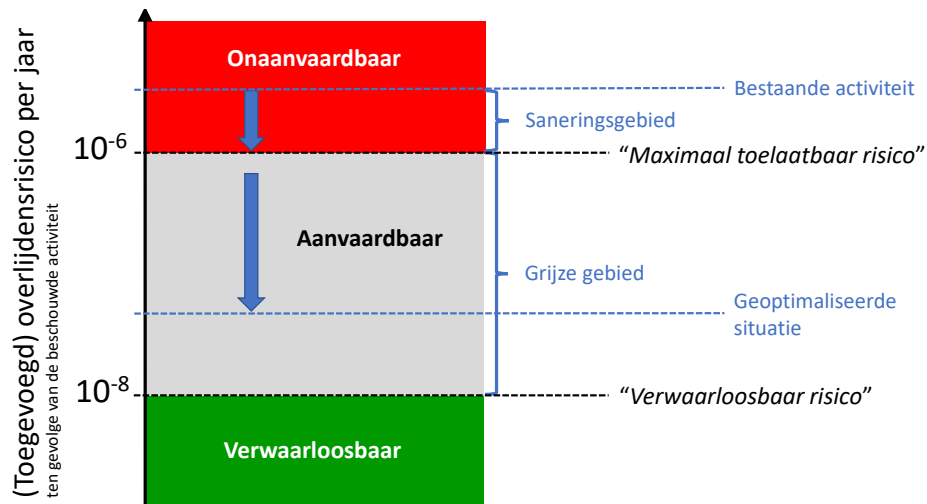 (Toegevoegd) overlijdensrisico per jaar
ten gevolge van de beschouwde activiteit
Onaanvaardbaar
Bestaande activiteit
Saneringsgebied
10⁻⁶
“Maximaal toelaatbaar risico”
Aanvaardbaar
Grijze gebied
Geoptimaliseerde
situatie
10⁻⁸
“Verwaarloosbaar risico”
Verwaarloosbaar